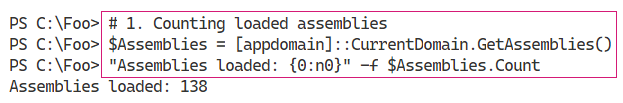 PS C:\Foo> # 1. Counting loaded assemblies
PS C:\Foo> $Assemblies = [appdomain]::CurrentDomain.GetAssemblies()
PS C:\Foo> "Assemblies loaded: {0:n0}" -f $Assemblies.Count
Assemblies loaded: 138